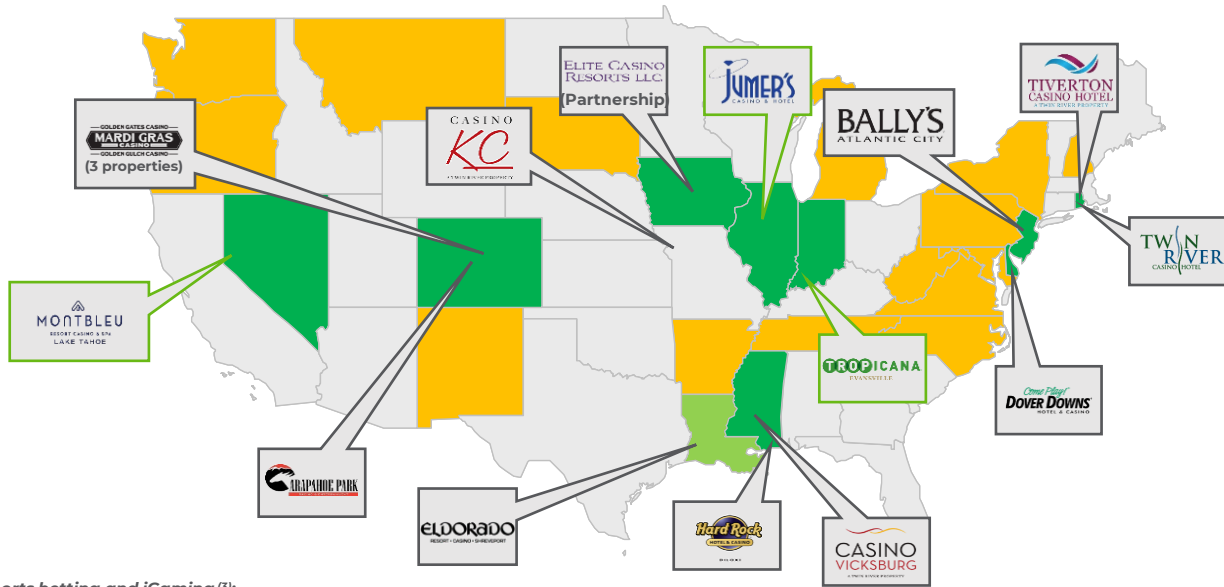 ELITE CASINO
RESORTS LLC
(Partnership)
JUMER'S
CASINO & HOTEL
TIVERTON
CASINO HOTEL
A TWIN RIVER PROPERTY
GOLDEN GATES CASINO
MARDI GRAS
CASINO
GOLDEN GULCH CASINO
(3 properties)
CASINO
KC
A TWIN RIVER PROPERTY
BALLY'S
ATLANTIC CITY
TWIN
RIVER
CASINO HOTEL
MONTBLEU
RESORT CASINO & SPA
LAKE TAHOE
TROPICANA
EVANSVILLE
Come Play!
DOVER DOWNS
HOTEL & CASINO
ARAPAHOE PARK
ELDORADO
RESORT • CASINO • SHREVEPORT
Hard Rock
HOTEL & CASINO
CASINO
VICKSBURG
A TWIN RIVER PROPERTY
orts betting and iGaming(3):